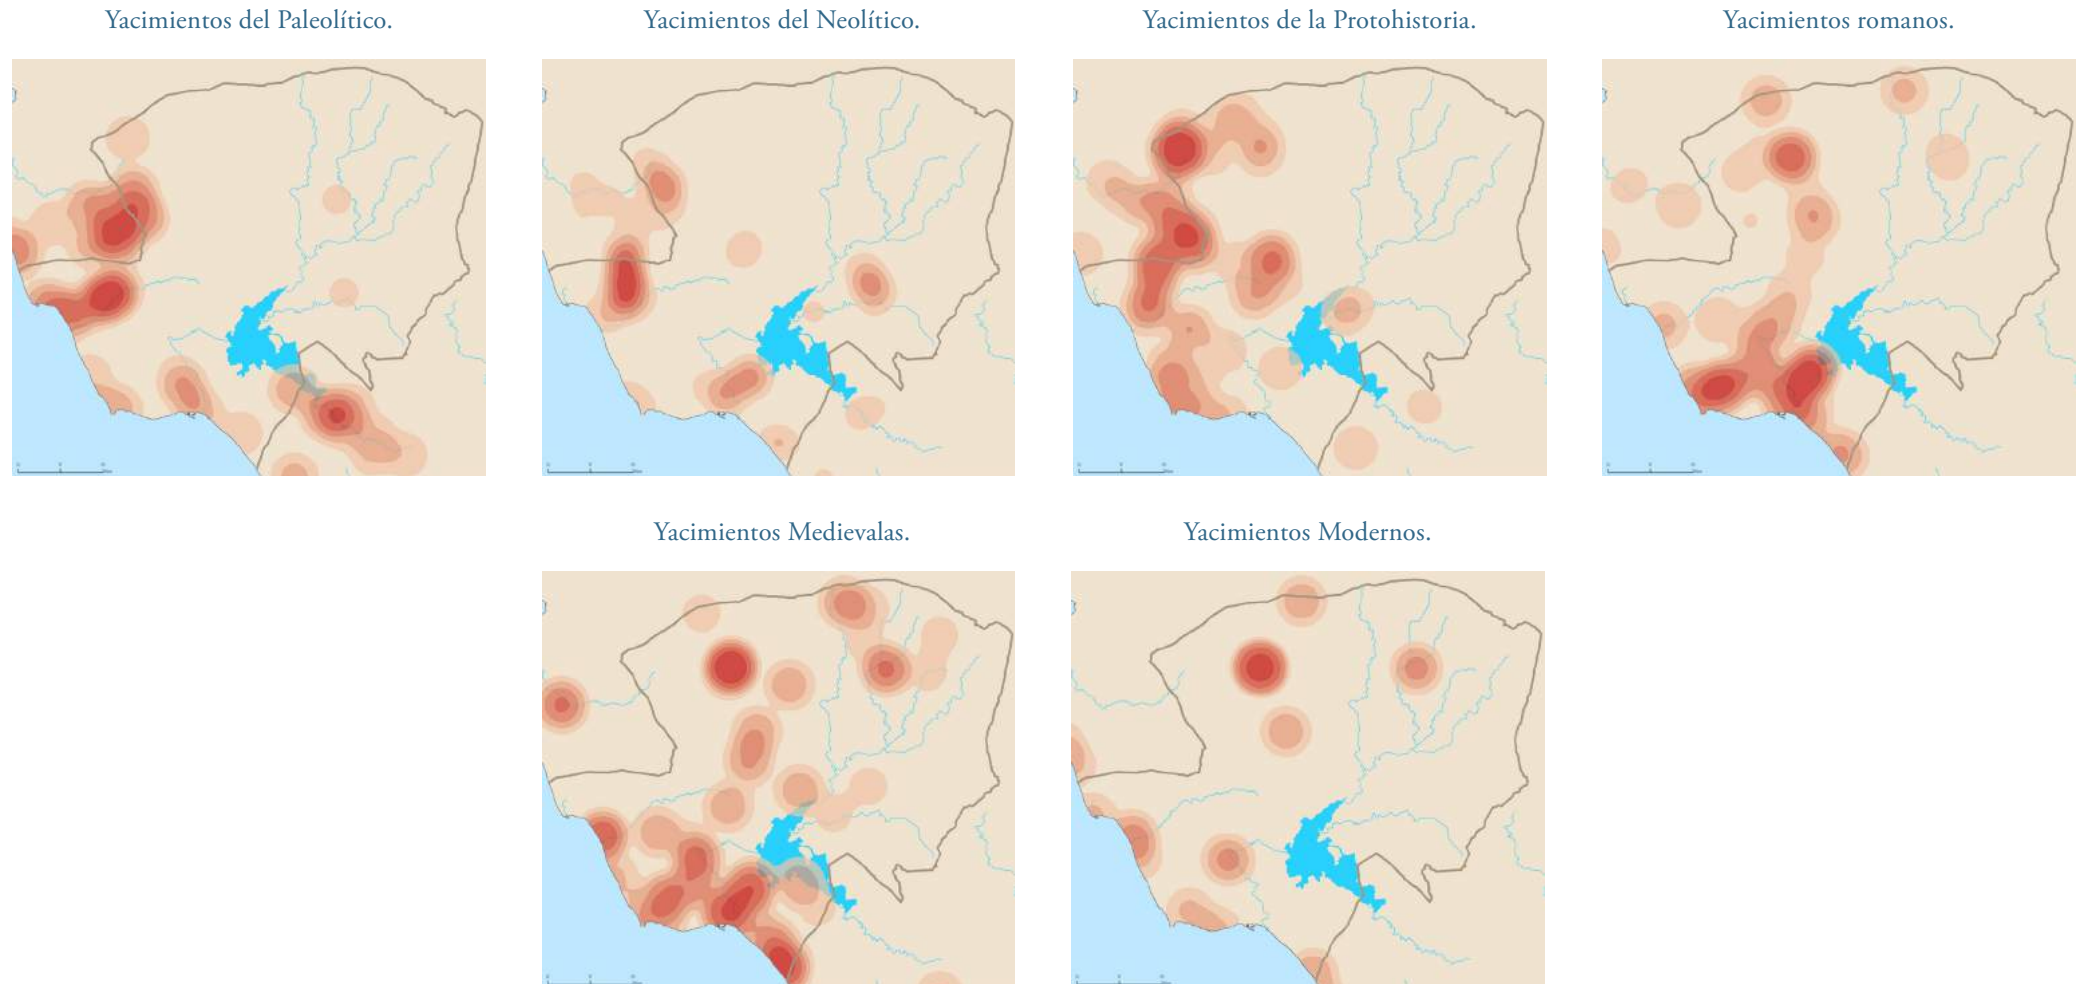 Yacimientos del Paleolítico.
Yacimientos del Neolítico.
Yacimientos de la Protohistoria.
Yacimientos romanos.
Yacimientos Medievalas.
Yacimientos Modernos.